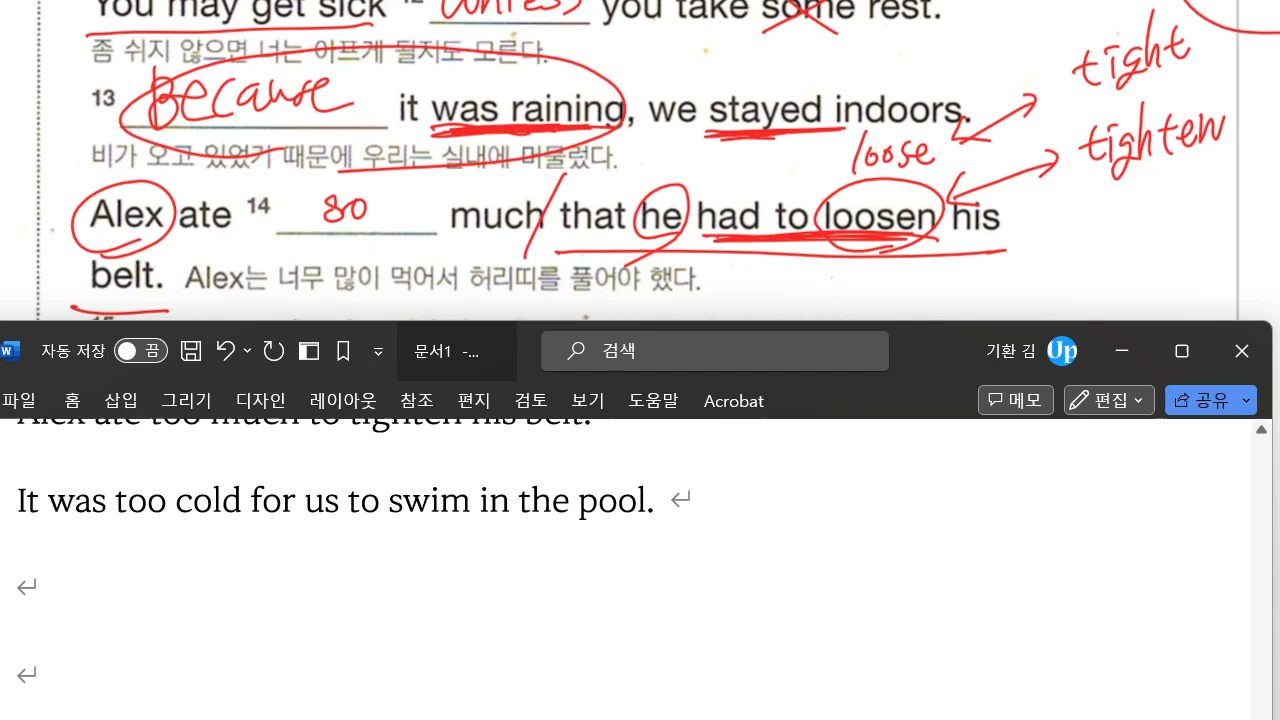 You may get sick 12 unless you take some rest.
좀 쉬지 않으면 너는 아프게 될지도 모른다.
tight
13 Because it was raining, we stayed indoors.
tighten
비가 오고 있었기 때문에 우리는 실내에 머물렀다.
loose
Alex ate 14 so much that he had to loosen his
belt. Alex는 너무 많이 먹어서 허리띠를 풀어야 했다.
자동 저장 끔 문서1 -... 검색 기환 김 Up
파일 홈 삽입 그리기 디자인 레이아웃 참조 편지 검토 보기 도움말 Acrobat 메모 편집 공유
Alex ate too much to tighten his belt.
It was too cold for us to swim in the pool.